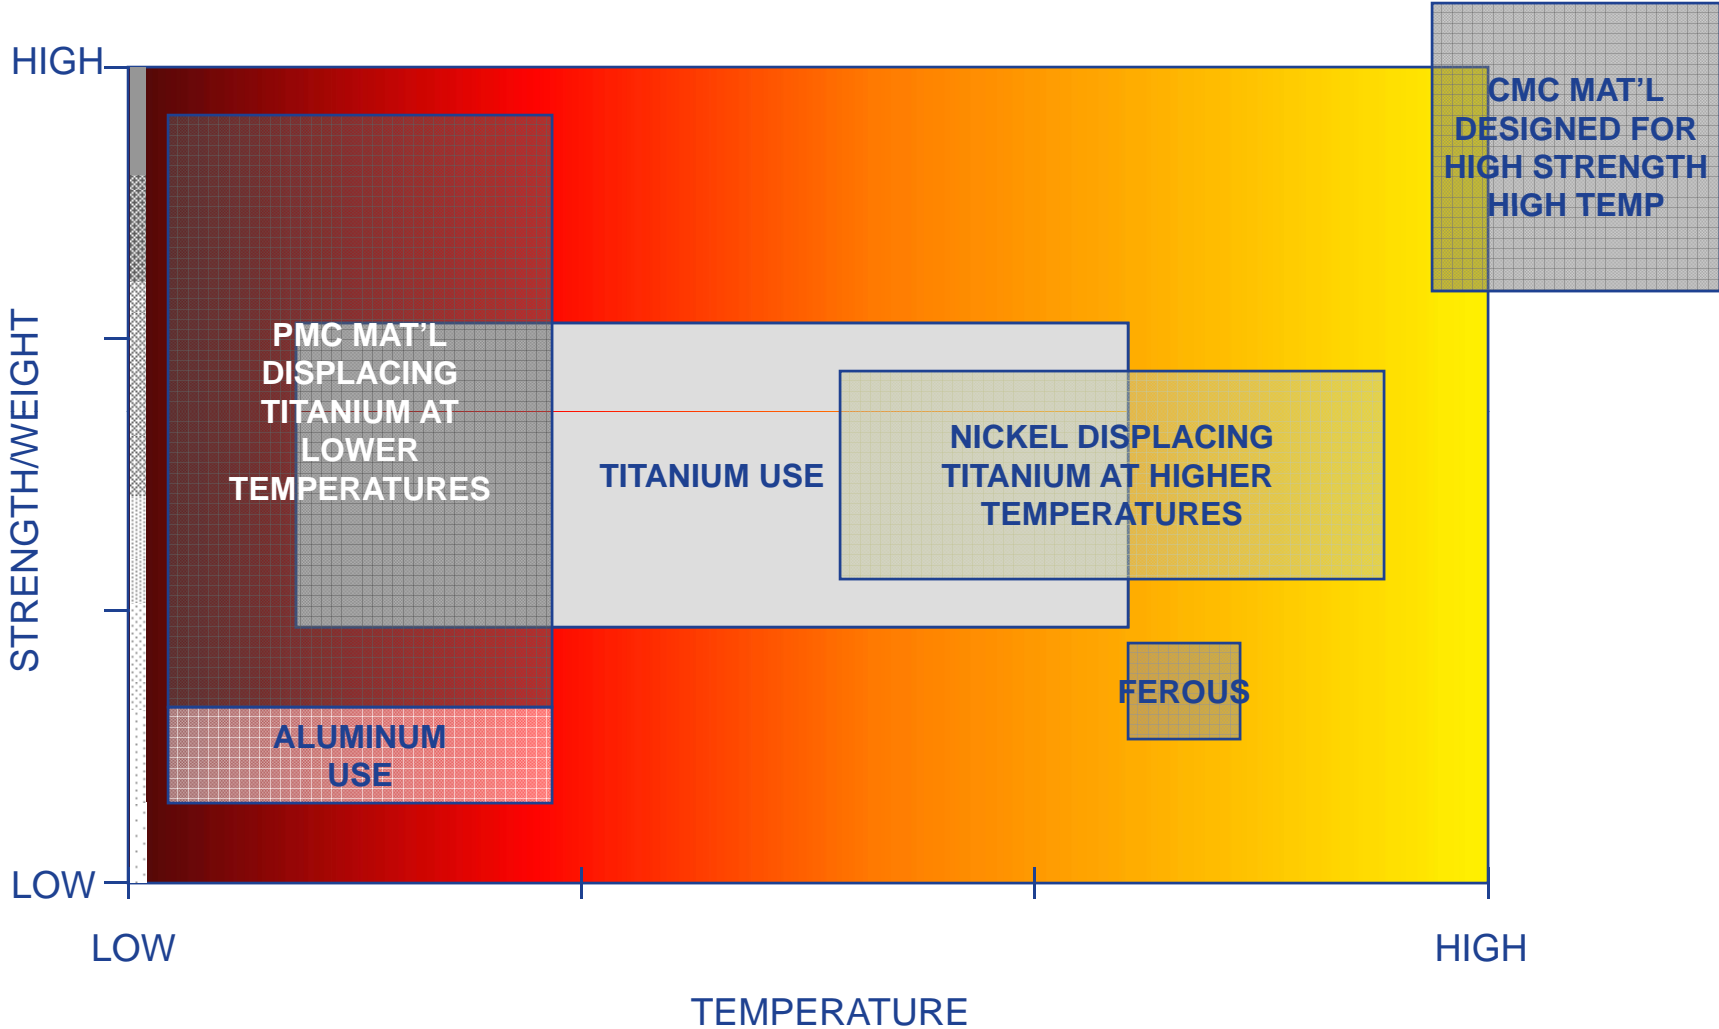 HIGH
CMC MAT’L
DESIGNED FOR
HIGH STRENGTH
HIGH TEMP
STRENGTH/WEIGHT
PMC MAT’L
DISPLACING
TITANIUM AT
LOWER
TEMPERATURES
TITANIUM USE
NICKEL DISPLACING
TITANIUM AT HIGHER
TEMPERATURES
FEROUS
ALUMINUM
USE
LOW
LOW
HIGH
TEMPERATURE